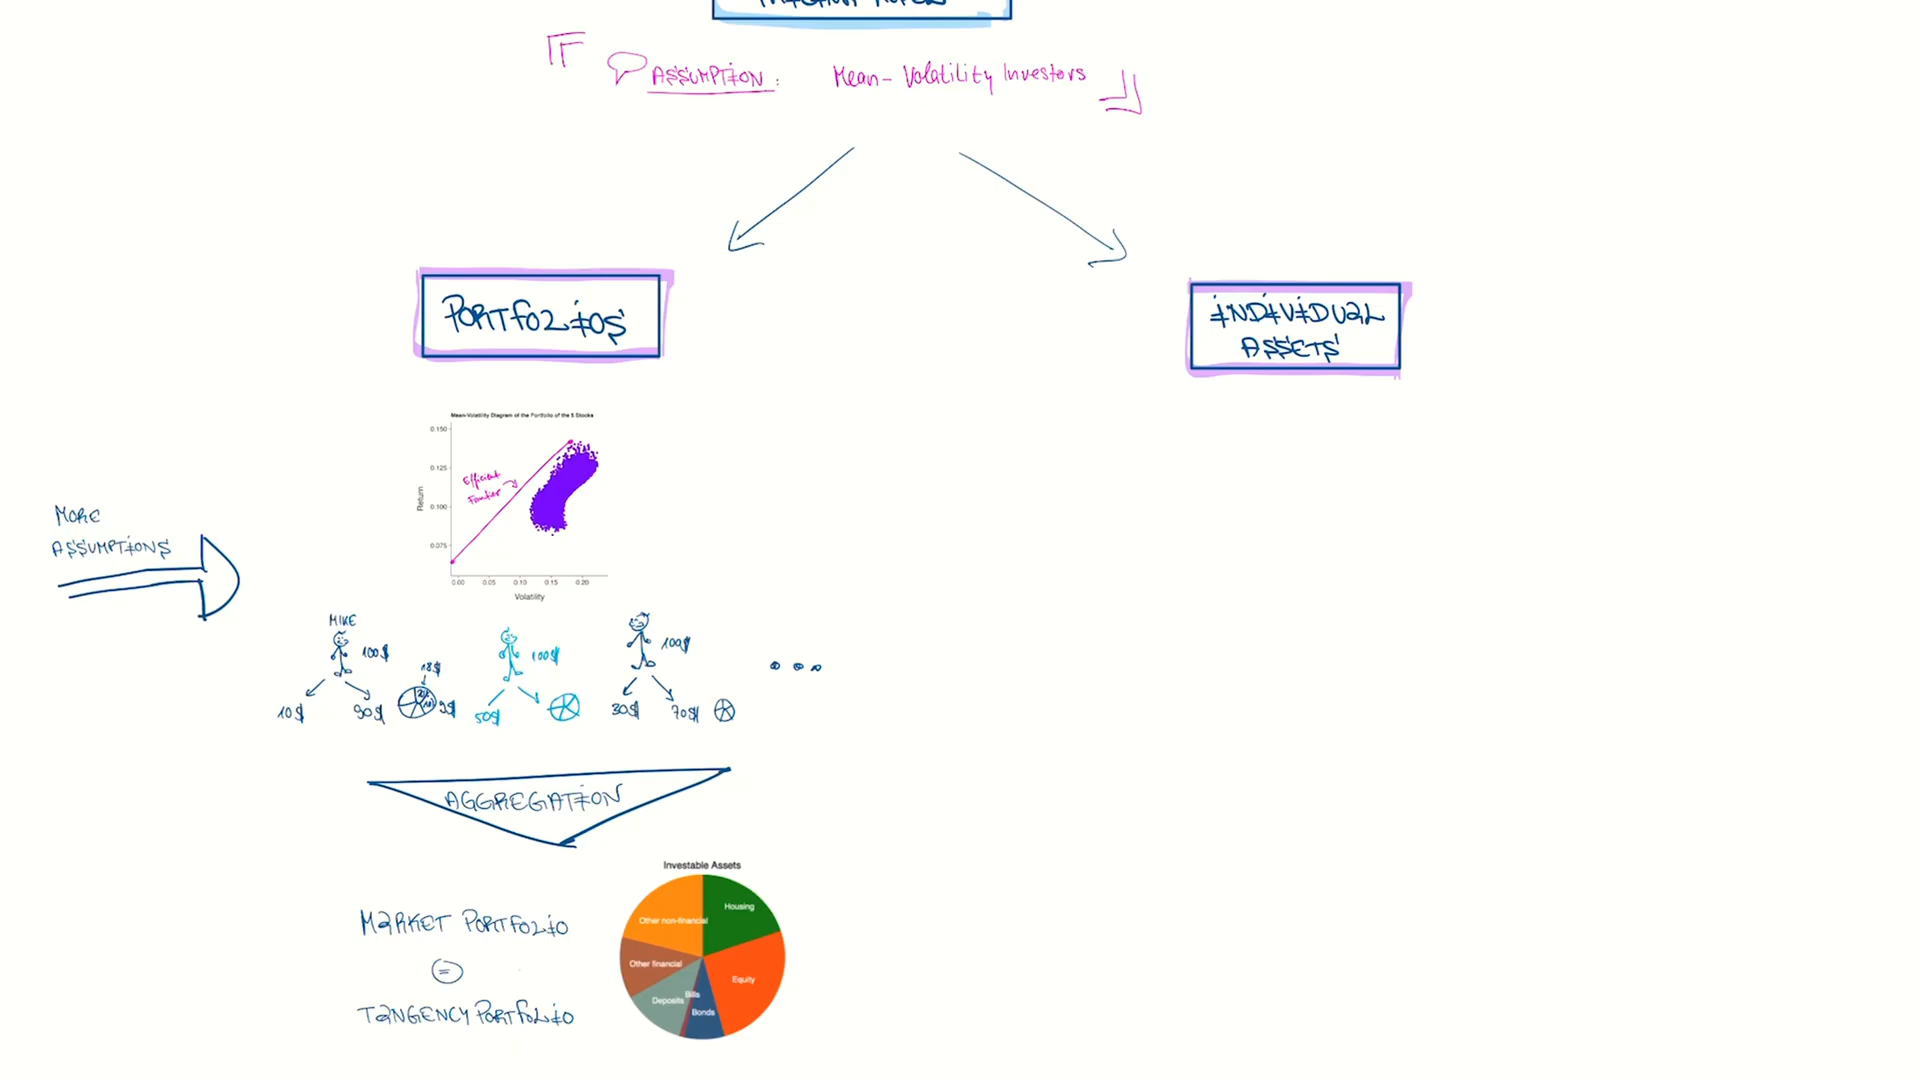 ASSUMPTION: Mean-Volatility Investors
PORTFOLIOS
INDIVIDUAL
ASSETS
Mean-Volatility Diagram of the Portfolio of the 5 Stocks
0.150
0.125
0.100
0.075
Return
Efficient
Frontier
0.00 0.05 0.10 0.15 0.20
Volatility
MORE
ASSUMPTIONS
MIKE
100$
18$
10$ 90$ 9$
100$
50$
100$
30$ 70$
AGGREGATION
Investable Assets
Housing
Other non-financial
Other financial
Equity
Bills
Deposits
Bonds
MARKET PORTFOLIO
=
TANGENCY PORTFOLIO